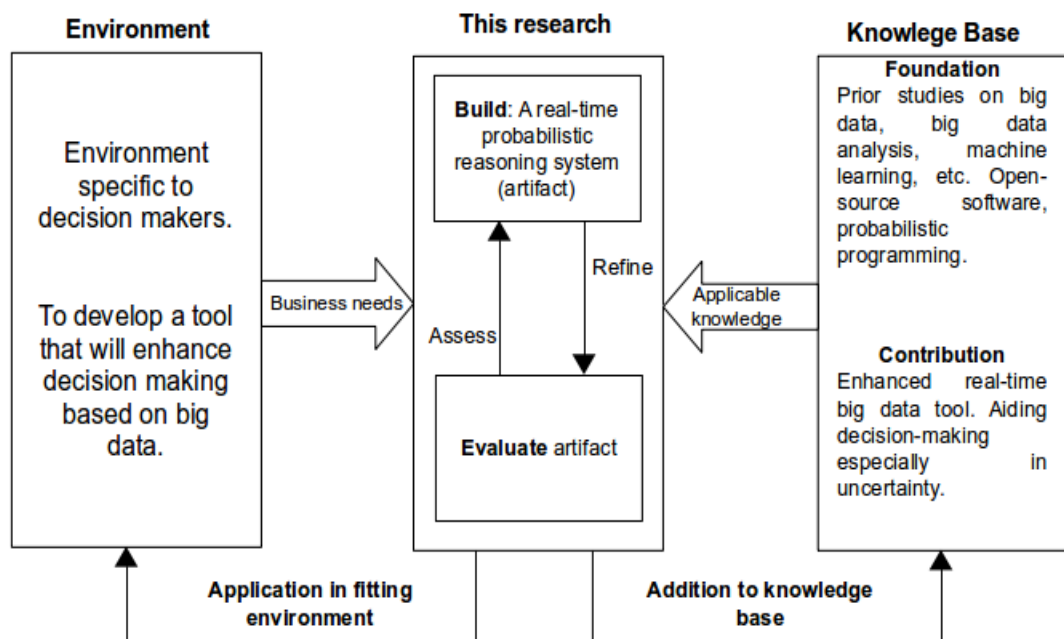 Environment
Environment
specific to
decision makers.
To develop a tool
that will enhance
decision making
based on big
data.
Business needs
This research
Build: A real-time
probabilistic
reasoning system
(artifact)
Refine
Assess
Evaluate artifact
Applicable
knowledge
Knowlege Base
Foundation
Prior studies on big
data, big data
analysis, machine
learning, etc. Open-
source software,
probabilistic
programming.
Contribution
Enhanced real-time
big data tool. Aiding
decision-making
especially in
uncertainty.
Application in fitting
environment
Addition to knowledge
base